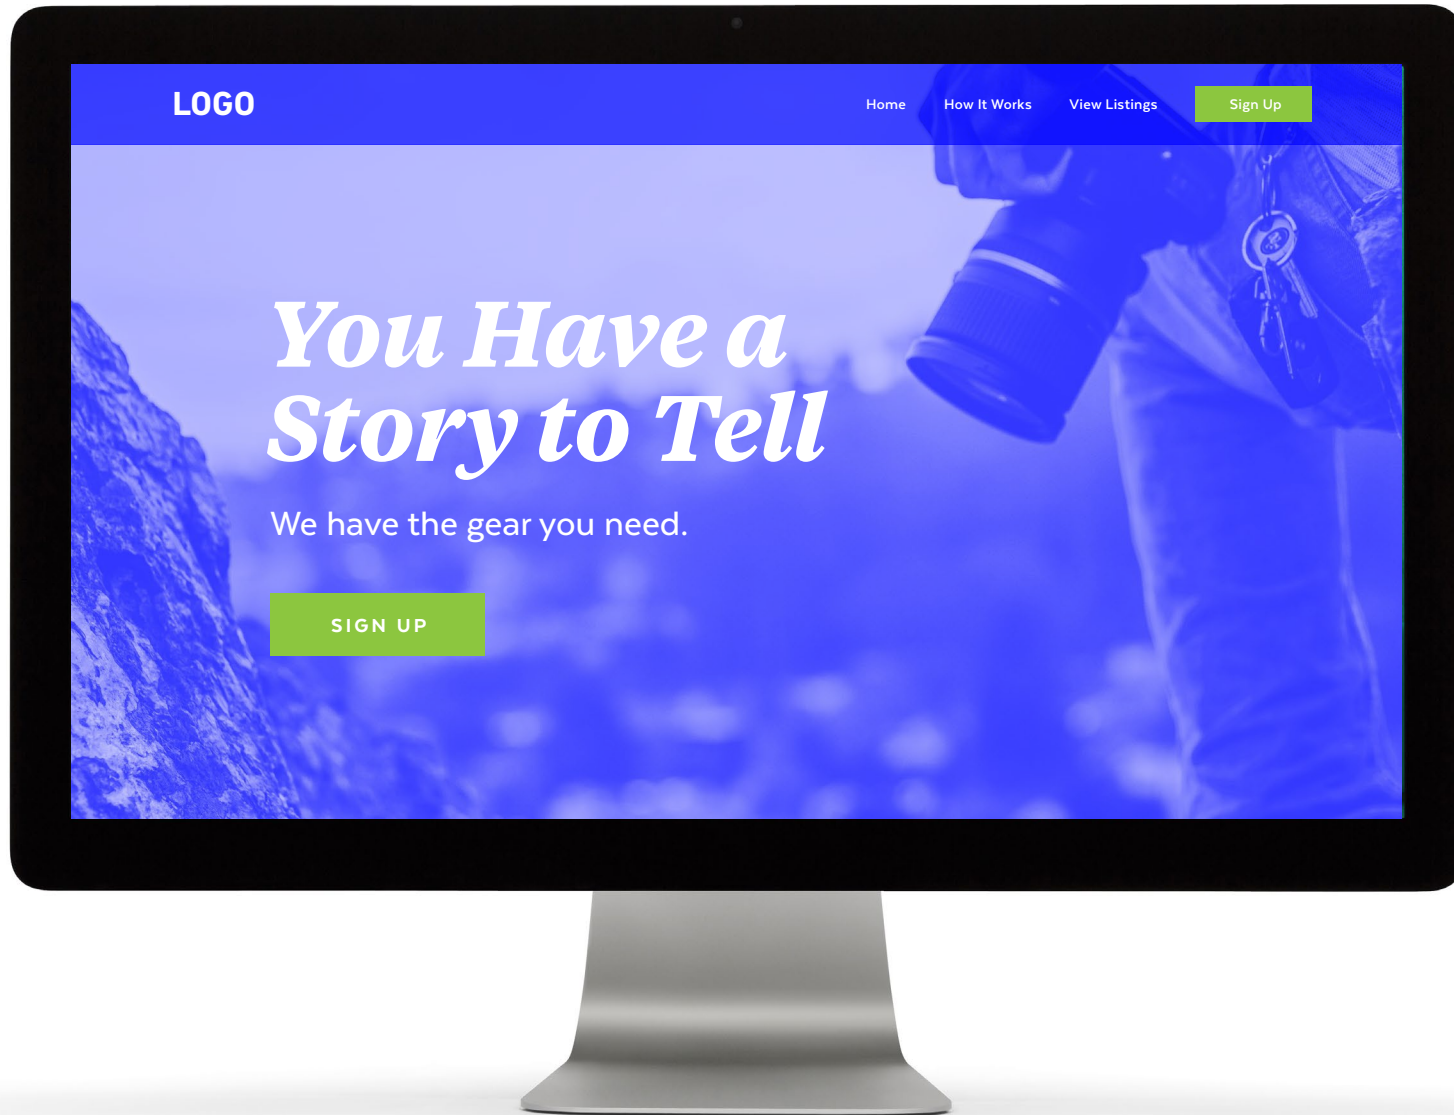 LOGO
Home How It Works View Listings Sign Up
You Have a
Story to Tell
We have the gear you need.
SIGN UP